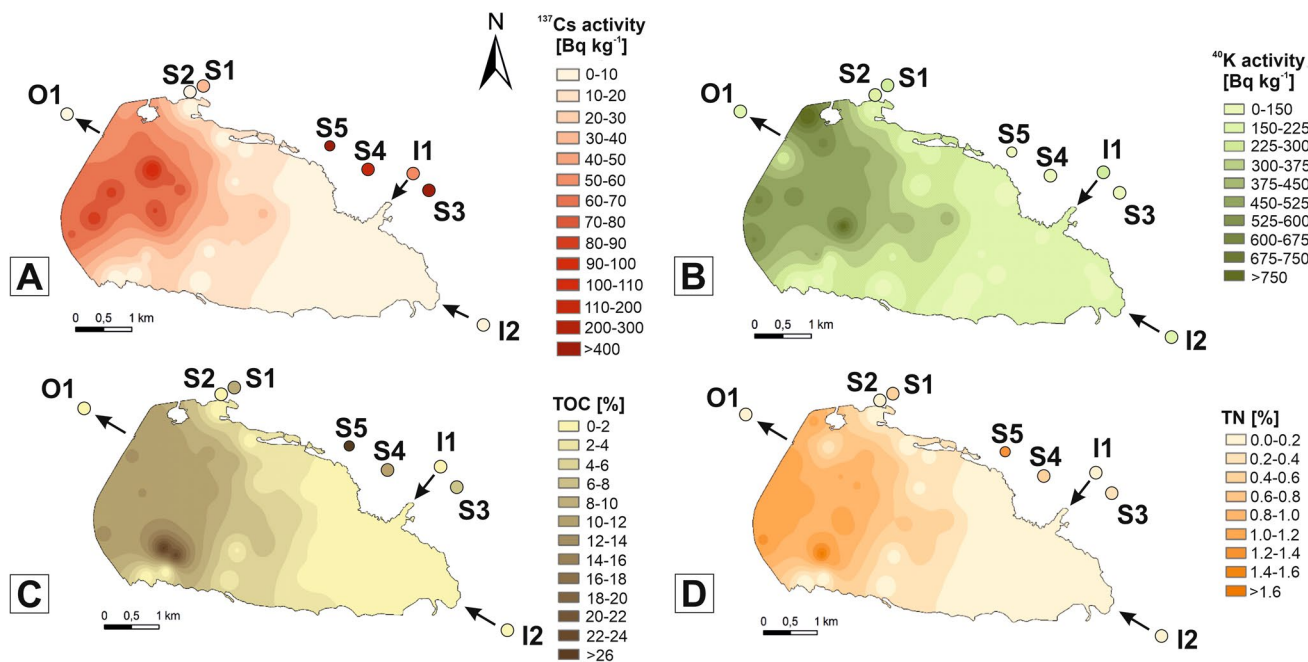 ¹³⁷Cs activity
[Bq kg⁻¹]
0-10
10-20
20-30
30-40
40-50
50-60
60-70
70-80
80-90
90-100
100-110
110-200
200-300
>400
N
S2
S1
O1
S5
S4
I1
S3
I2
A
0 0,5 1 km
⁴⁰K activity
[Bq kg⁻¹]
0-150
150-225
225-300
300-375
375-450
450-525
525-600
600-675
675-750
>750
S2
S1
O1
S5
S4
I1
S3
I2
B
0 0,5 1 km
TOC [%]
0-2
2-4
4-6
6-8
8-10
10-12
12-14
14-16
16-18
18-20
20-22
22-24
>26
S2
S1
O1
S5
S4
I1
S3
I2
C
0 0,5 1 km
TN [%]
0.0-0.2
0.2-0.4
0.4-0.6
0.6-0.8
0.8-1.0
1.0-1.2
1.2-1.4
1.4-1.6
>1.6
S2
S1
O1
S5
S4
I1
S3
I2
D
0 0,5 1 km